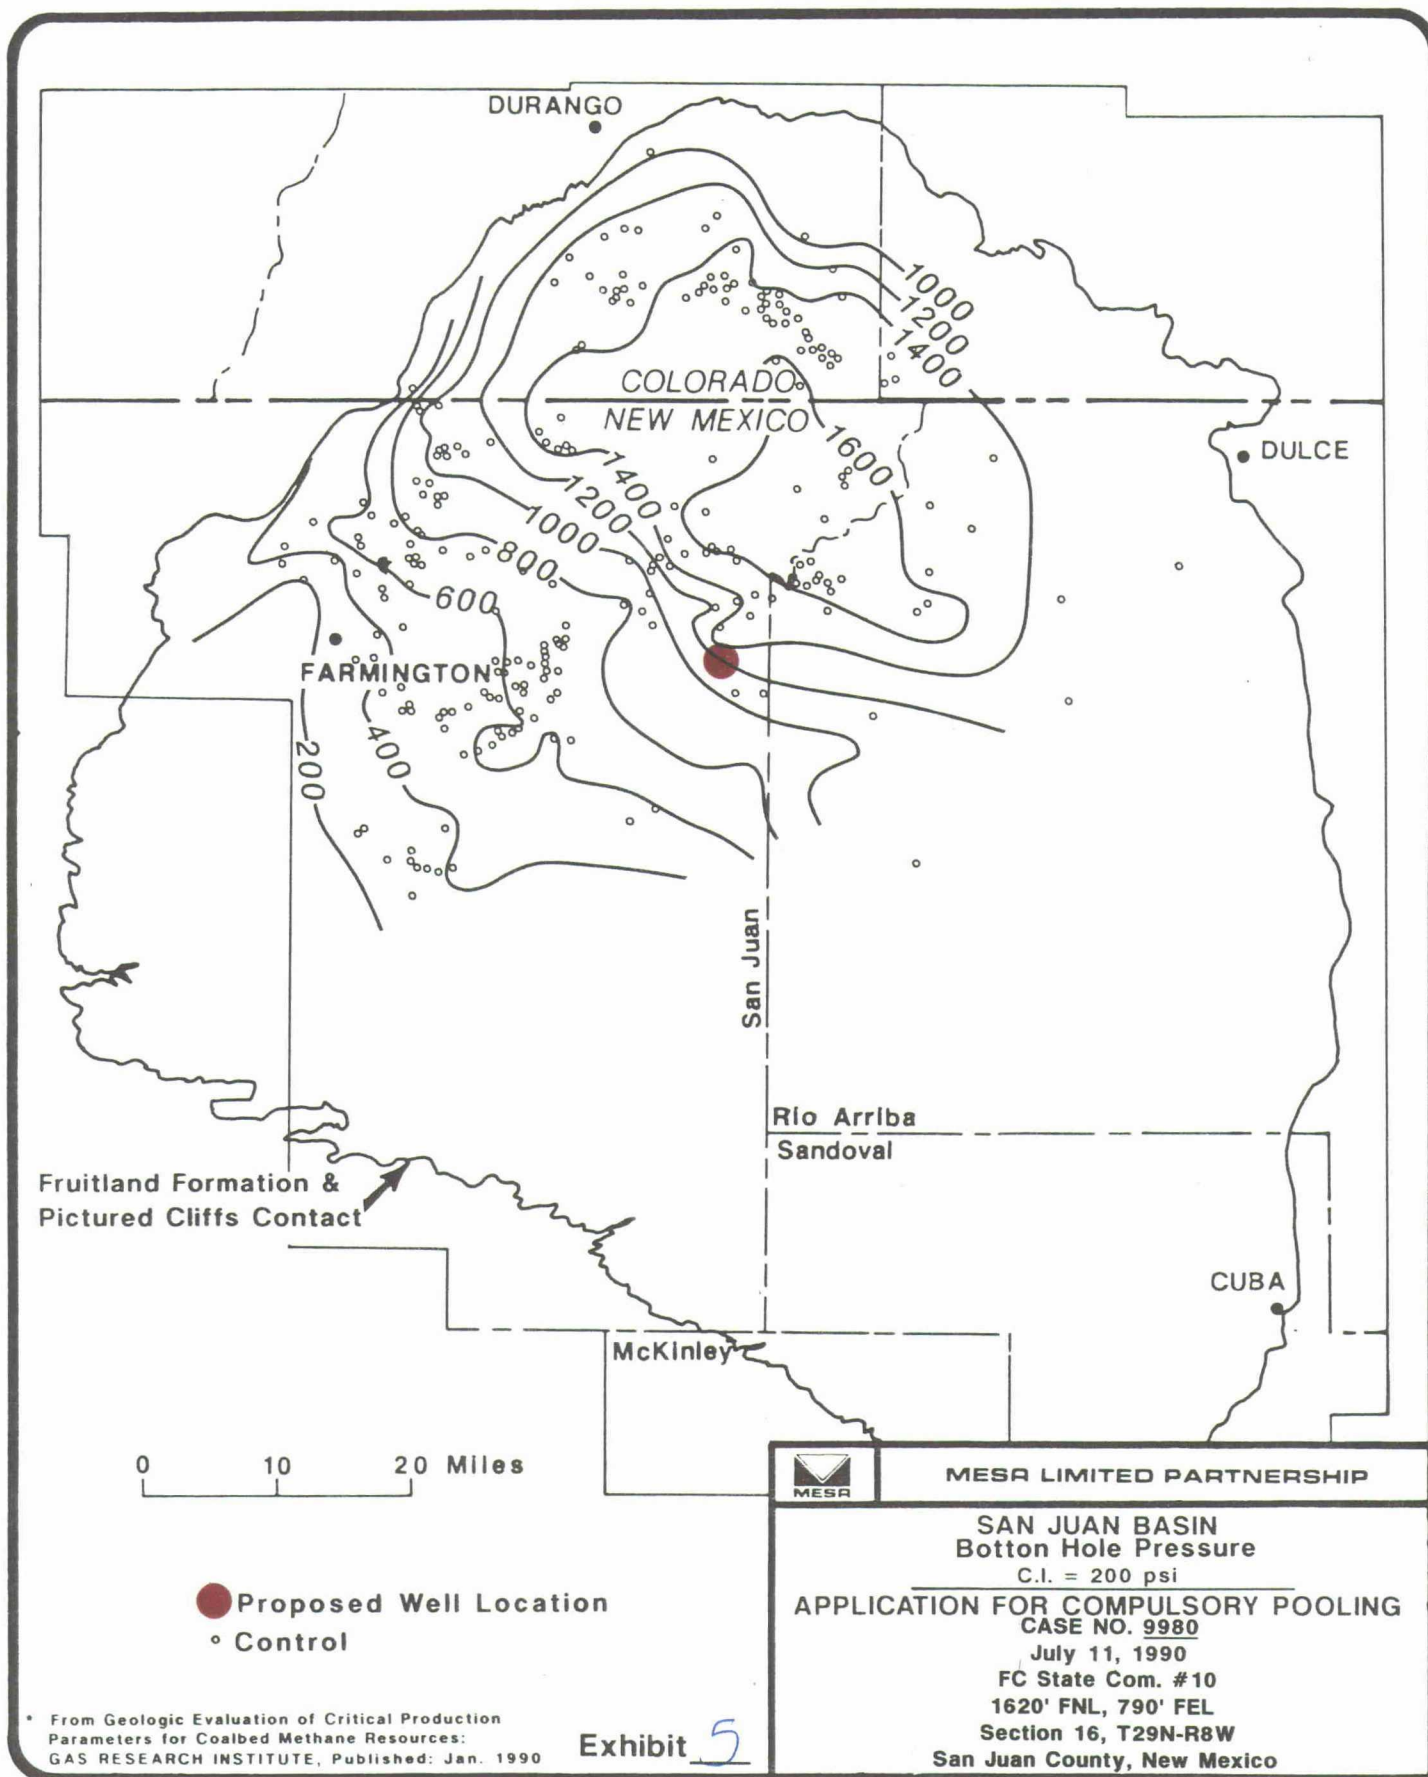 DURANGO
1000
1200
1400
COLORADO
NEW MEXICO
1600
DULCE
1400
1200
1000
800
600
FARMINGTON
400
200
San Juan
Rio Arriba
Sandoval
Fruitland Formation &
Pictured Cliffs Contact
CUBA
McKinley
0 10 20 Miles
Proposed Well Location
Control
* From Geologic Evaluation of Critical Production
Parameters for Coalbed Methane Resources:
GAS RESEARCH INSTITUTE, Published: Jan. 1990
Exhibit 5
MESA
MESA LIMITED PARTNERSHIP
SAN JUAN BASIN
Botton Hole Pressure
C.I. = 200 psi
APPLICATION FOR COMPULSORY POOLING
CASE NO. 9980
July 11, 1990
FC State Com. #10
1620' FNL, 790' FEL
Section 16, T29N-R8W
San Juan County, New Mexico